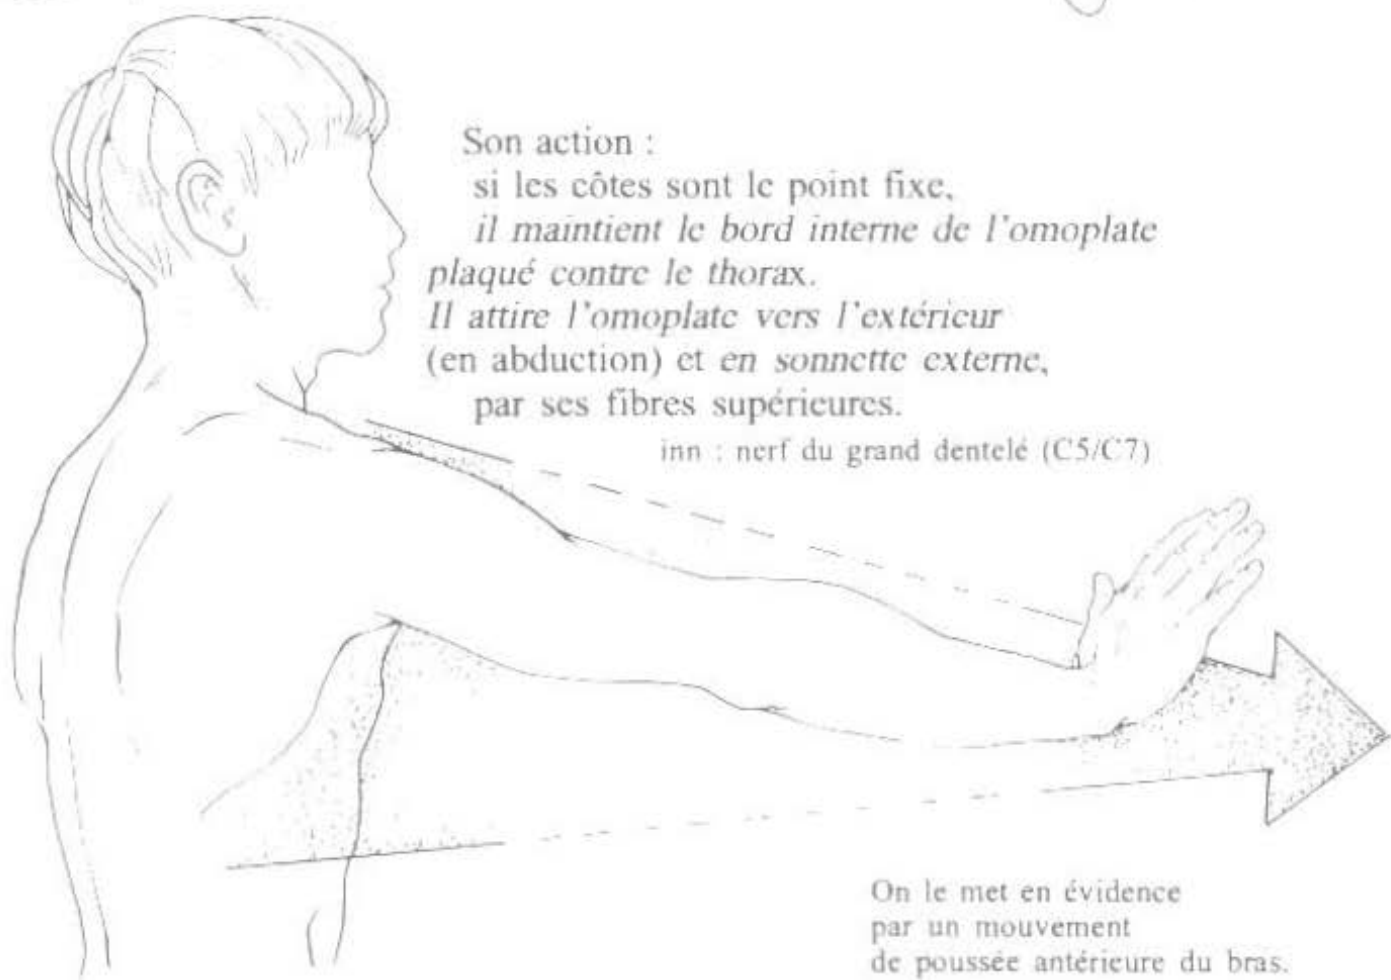 Son action :
si les côtes sont le point fixe,
il maintient le bord interne de l'omoplate
plaqué contre le thorax.
Il attire l'omoplate vers l'extérieur
(en abduction) et en sonnette externe,
par ses fibres supérieures.
inn : nerf du grand dentelé (C5/C7)
On le met en évidence
par un mouvement
de poussée antérieure du bras.